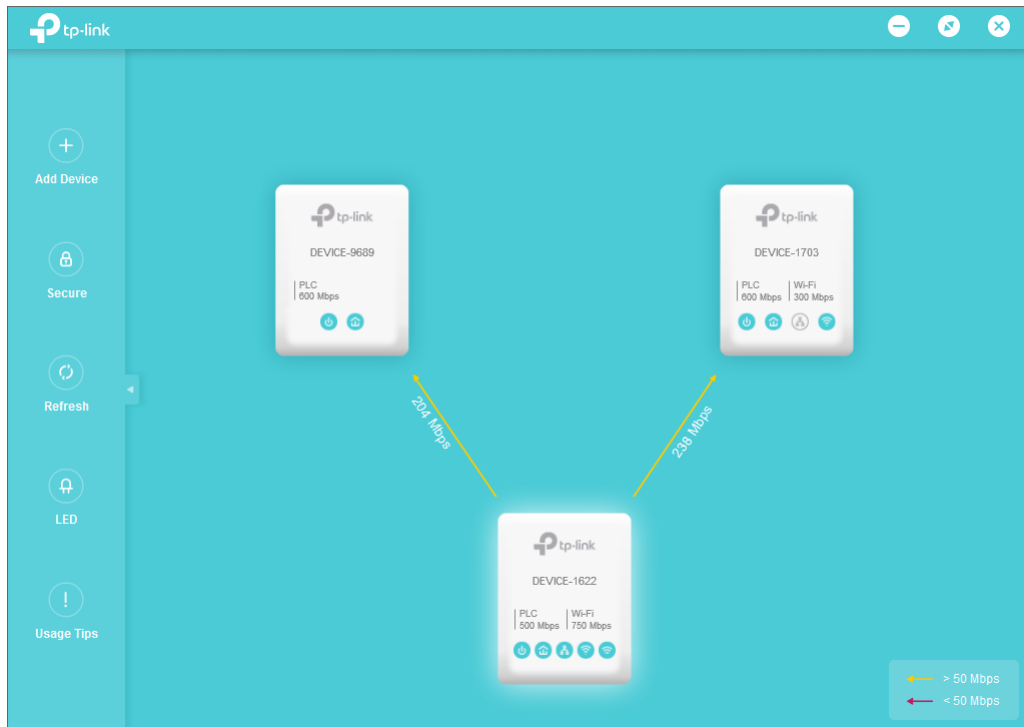 tp-link
Add Device
Secure
Refresh
LED
Usage Tips
tp-link
DEVICE-9689
PLC
600 Mbps
tp-link
DEVICE-1703
PLC Wi-Fi
600 Mbps 300 Mbps
204 Mbps
238 Mbps
tp-link
DEVICE-1622
PLC Wi-Fi
500 Mbps 750 Mbps
> 50 Mbps
< 50 Mbps